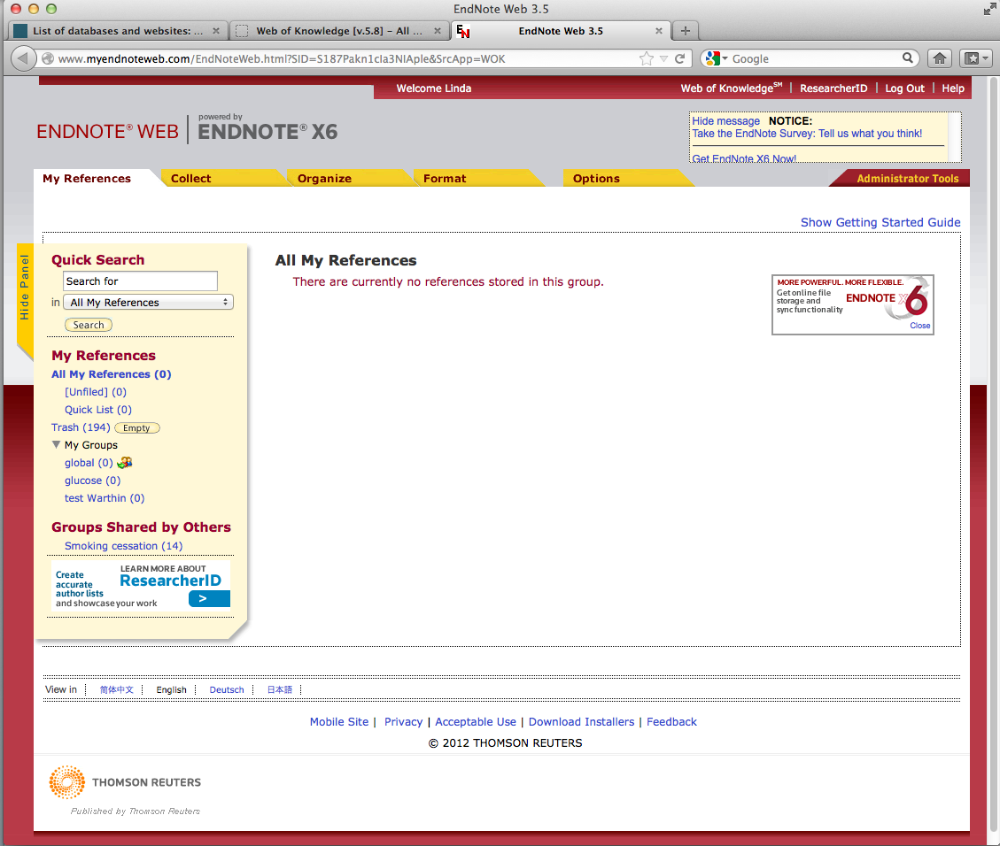 EndNote Web 3.5
List of databases and websites: ...
Web of Knowledge [v.5.8] – All ...
EN EndNote Web 3.5
www.myendnoteweb.com/EndNoteWeb.html?SID=S187Pakn1cIa3NIAple&SrcApp=WOK
Google
Welcome Linda
Web of Knowledge℠ | ResearcherID | Log Out | Help
ENDNOTE® WEB
powered by
ENDNOTE® X6
Hide message NOTICE:
Take the EndNote Survey: Tell us what you think!
Get EndNote X6 Now!
My References
Collect
Organize
Format
Options
Administrator Tools
Show Getting Started Guide
Hide Panel
Quick Search
Search for
in All My References
Search
My References
All My References (0)
[Unfiled] (0)
Quick List (0)
Trash (194) Empty
My Groups
global (0)
glucose (0)
test Warthin (0)
Groups Shared by Others
Smoking cessation (14)
Create
accurate
author lists
and showcase your work
LEARN MORE ABOUT
ResearcherID
>
All My References
There are currently no references stored in this group.
MORE POWERFUL. MORE FLEXIBLE.
Get online file
storage and
sync functionality
ENDNOTE X6
Close
View in 简体中文 English Deutsch 日本語
Mobile Site | Privacy | Acceptable Use | Download Installers | Feedback
© 2012 THOMSON REUTERS
THOMSON REUTERS
Published by Thomson Reuters